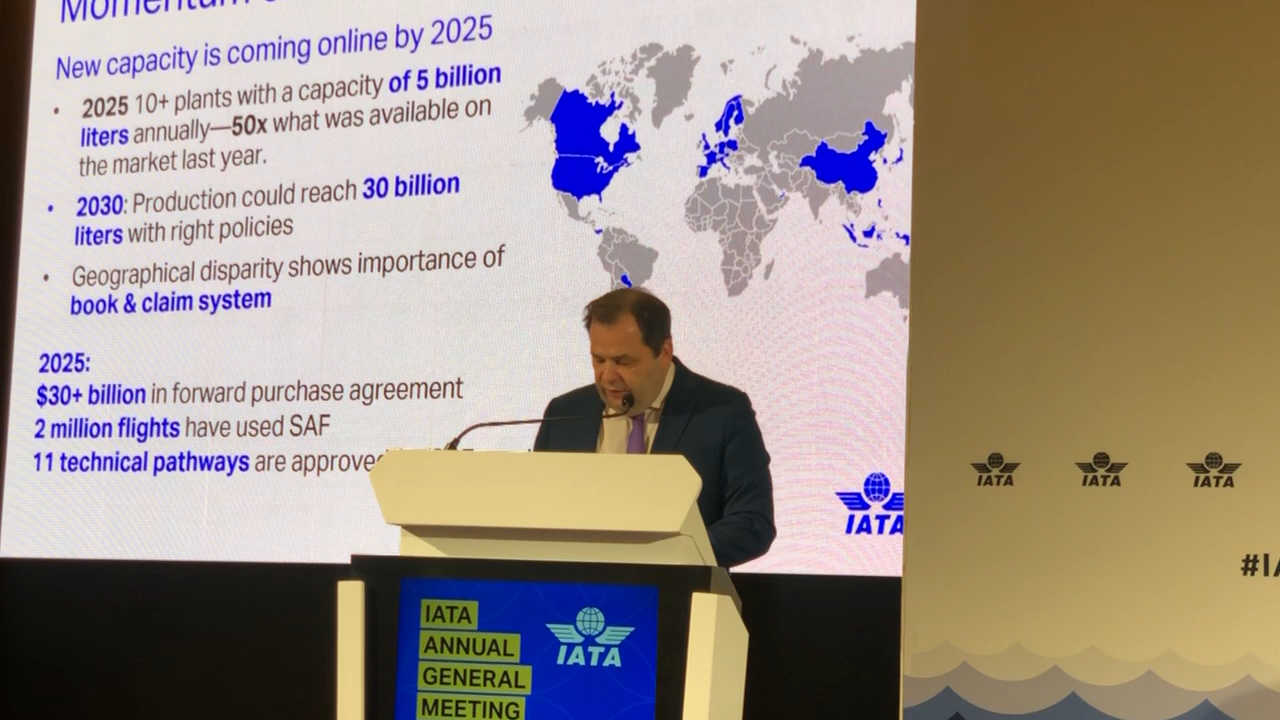 Momentum
New capacity is coming online by 2025
• 2025 10+ plants with a capacity of 5 billion
liters annually—50x what was available on
the market last year.
• 2030: Production could reach 30 billion
liters with right policies
• Geographical disparity shows importance of
book & claim system
2025:
$30+ billion in forward purchase agreement
2 million flights have used SAF
11 technical pathways are approved
IATA
IATA
ANNUAL
GENERAL
MEETING
IATA
IATA IATA IATA
#IA